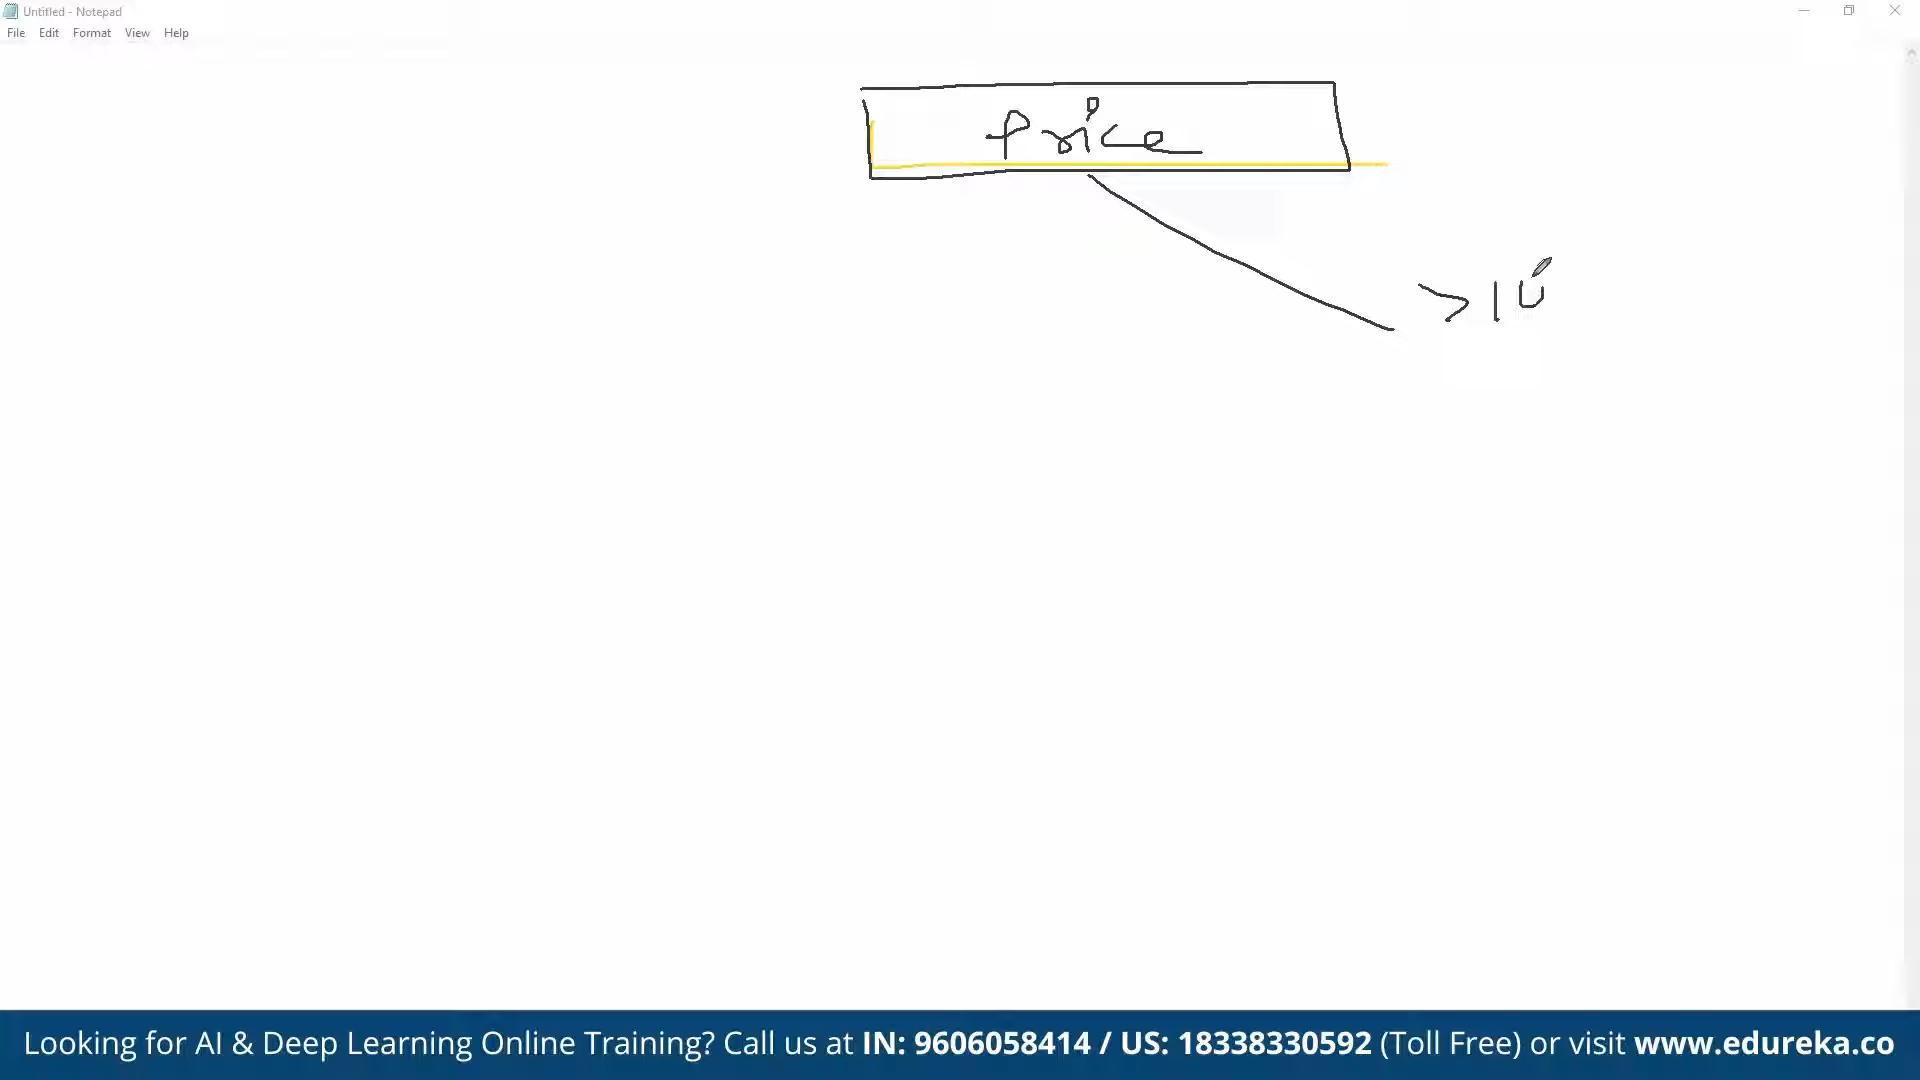 Untitled - Notepad
File Edit Format View Help
Price
>10
Looking for AI & Deep Learning Online Training? Call us at IN: 9606058414 / US: 18338330592 (Toll Free) or visit www.edureka.co